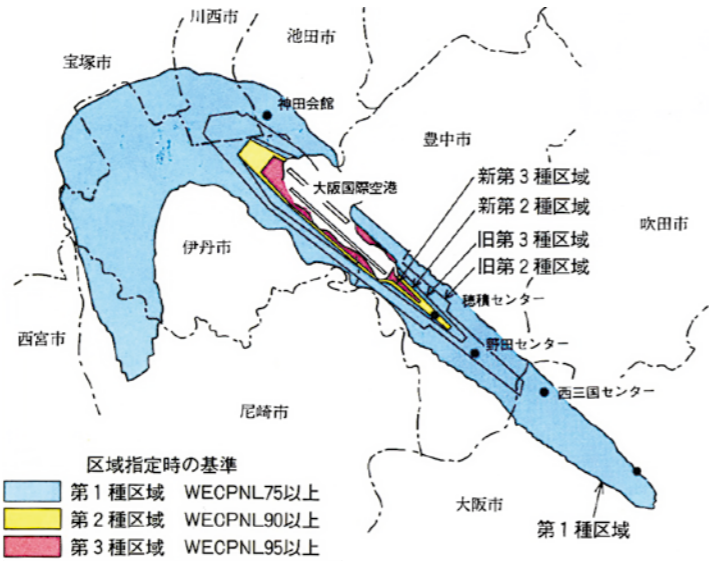 川西市
池田市
宝塚市
神田会館
豊中市
大阪国際空港
新第3種区域
新第2種区域
旧第3種区域
旧第2種区域
吹田市
伊丹市
穂積センター
西宮市
野田センター
西三国センター
尼崎市
大阪市
第1種区域
区域指定時の基準
第1種区域 WECPNL75以上
第2種区域 WECPNL90以上
第3種区域 WECPNL95以上